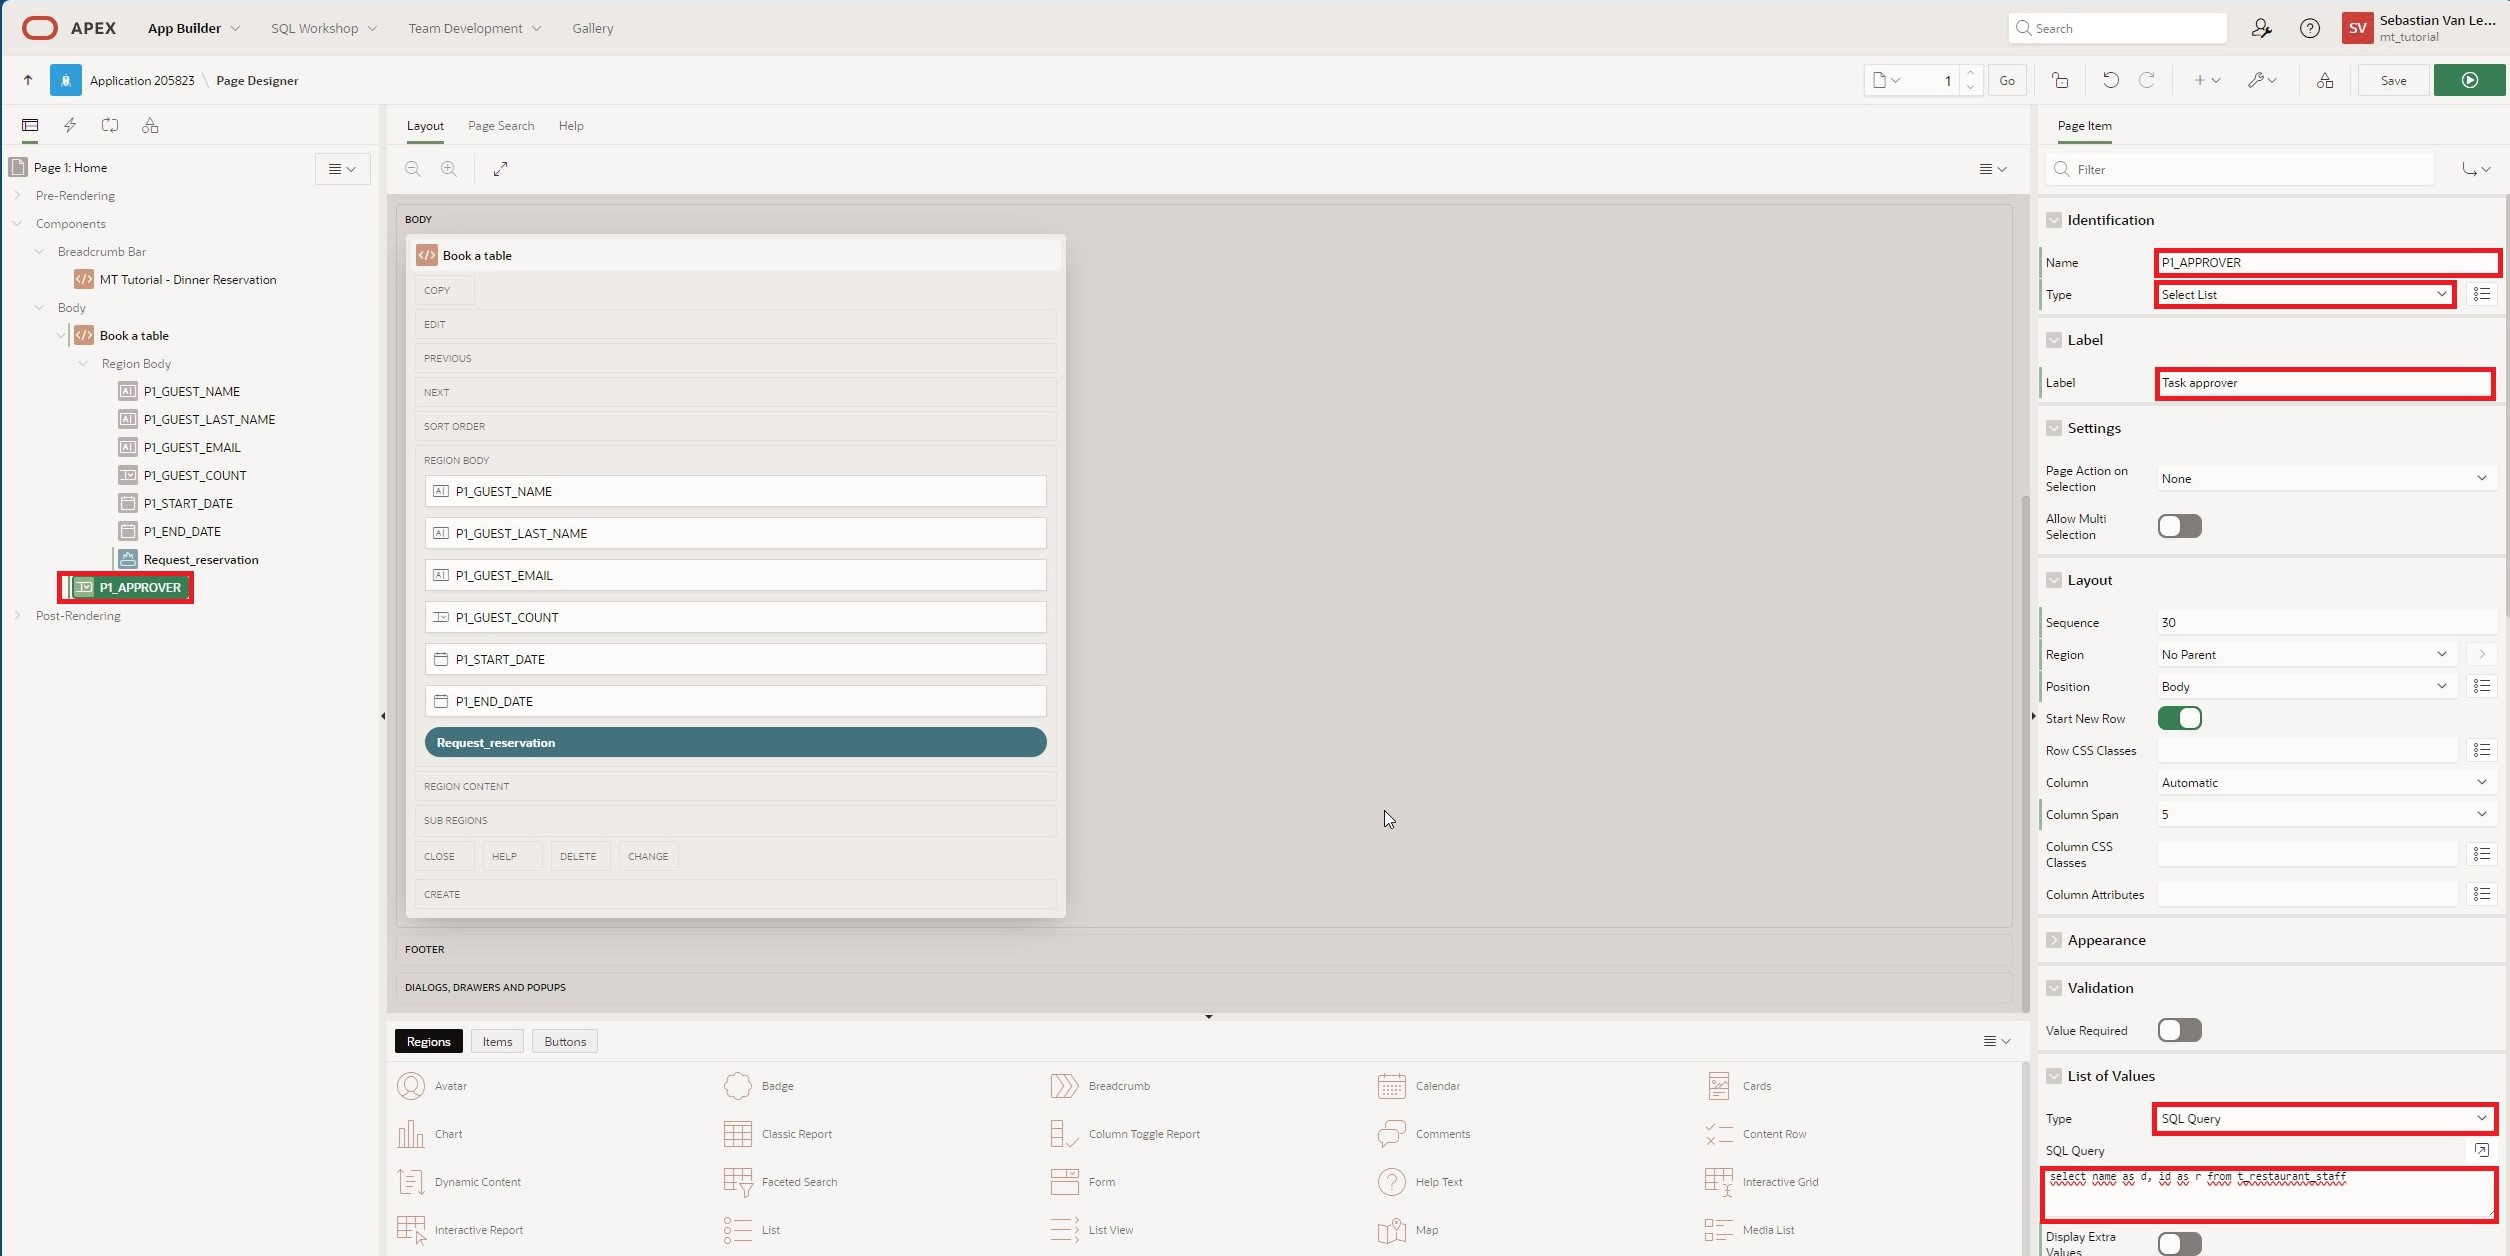 APEX App Builder SQL Workshop Team Development Gallery Search Sebastian Van Le...
SV mt_tutorial
Application 205823 \ Page Designer 1 Go Save
Layout Page Search Help Page Item
Page 1: Home
Filter
Pre-Rendering
Components
Breadcrumb Bar
MT Tutorial - Dinner Reservation
Body
Book a table
Region Body
P1_GUEST_NAME
P1_GUEST_LAST_NAME
P1_GUEST_EMAIL
P1_GUEST_COUNT
P1_START_DATE
P1_END_DATE
Request_reservation
P1_APPROVER
Post-Rendering
BODY
Book a table
COPY
EDIT
PREVIOUS
NEXT
SORT ORDER
REGION BODY
P1_GUEST_NAME
P1_GUEST_LAST_NAME
P1_GUEST_EMAIL
P1_GUEST_COUNT
P1_START_DATE
P1_END_DATE
Request_reservation
REGION CONTENT
SUB REGIONS
CLOSE HELP DELETE CHANGE
CREATE
FOOTER
DIALOGS, DRAWERS AND POPUPS
Regions Items Buttons
Avatar Badge Breadcrumb Calendar Cards
Chart Classic Report Column Toggle Report Comments Content Row
Dynamic Content Faceted Search Form Help Text Interactive Grid
Interactive Report List List View Map Media List
Identification
Name P1_APPROVER
Type Select List
Label
Label Task approver
Settings
Page Action on
Selection None
Allow Multi
Selection
Layout
Sequence 30
Region No Parent
Position Body
Start New Row
Row CSS Classes
Column Automatic
Column Span 5
Column CSS
Classes
Column Attributes
Appearance
Validation
Value Required
List of Values
Type SQL Query
SQL Query
select name as d, id as r from t_restaurant_staff
Display Extra
Values